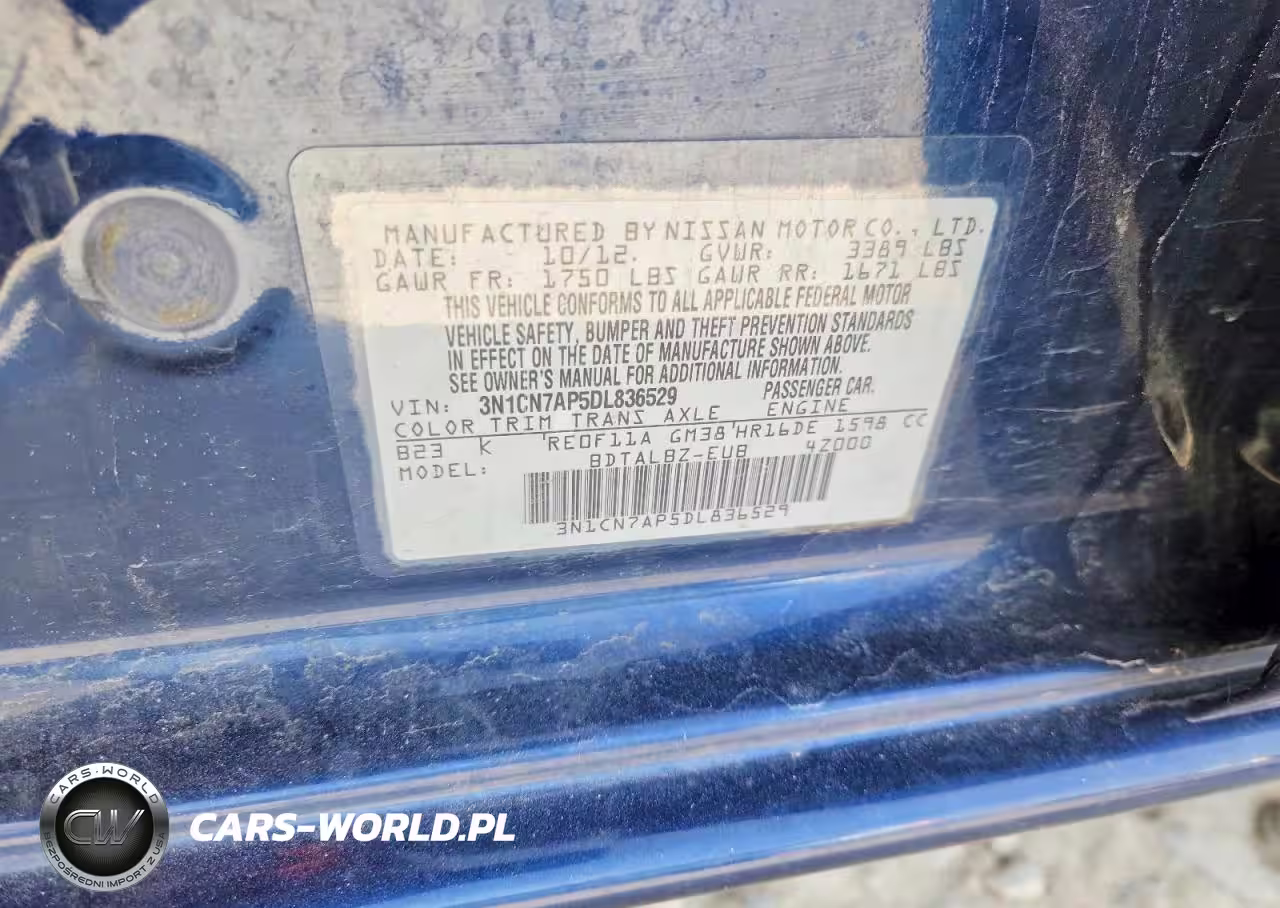 MANUFACTURED BY NISSAN MOTOR CO., LTD.
DATE: 10/12. GVWR: 3389 LBS
GAWR FR: 1750 LBS GAWR RR: 1671 LBS
THIS VEHICLE CONFORMS TO ALL APPLICABLE FEDERAL MOTOR
VEHICLE SAFETY, BUMPER AND THEFT PREVENTION STANDARDS
IN EFFECT ON THE DATE OF MANUFACTURE SHOWN ABOVE.
SEE OWNER'S MANUAL FOR ADDITIONAL INFORMATION.
VIN: 3N1CN7AP5DL836529 PASSENGER CAR.
COLOR TRIM TRANS AXLE ENGINE
B23 K 'RE0F11A GM38'HR16DE 1598 CC
MODEL: BDTALBZ-EUB 4Z000
3N1CN7AP5DL836529
CARS-WORLD
CW
BEZPOŚREDNI IMPORT Z USA
CARS-WORLD.PL